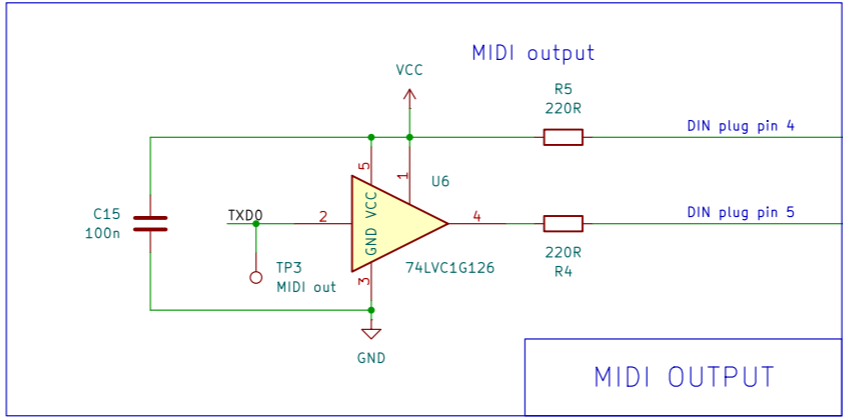 MIDI output
VCC
R5
220R
DIN plug pin 4
5
1
U6
C15
100n
TXD0
2
GND VCC
4
DIN plug pin 5
220R
R4
74LVC1G126
TP3
MIDI out
3
GND
MIDI OUTPUT